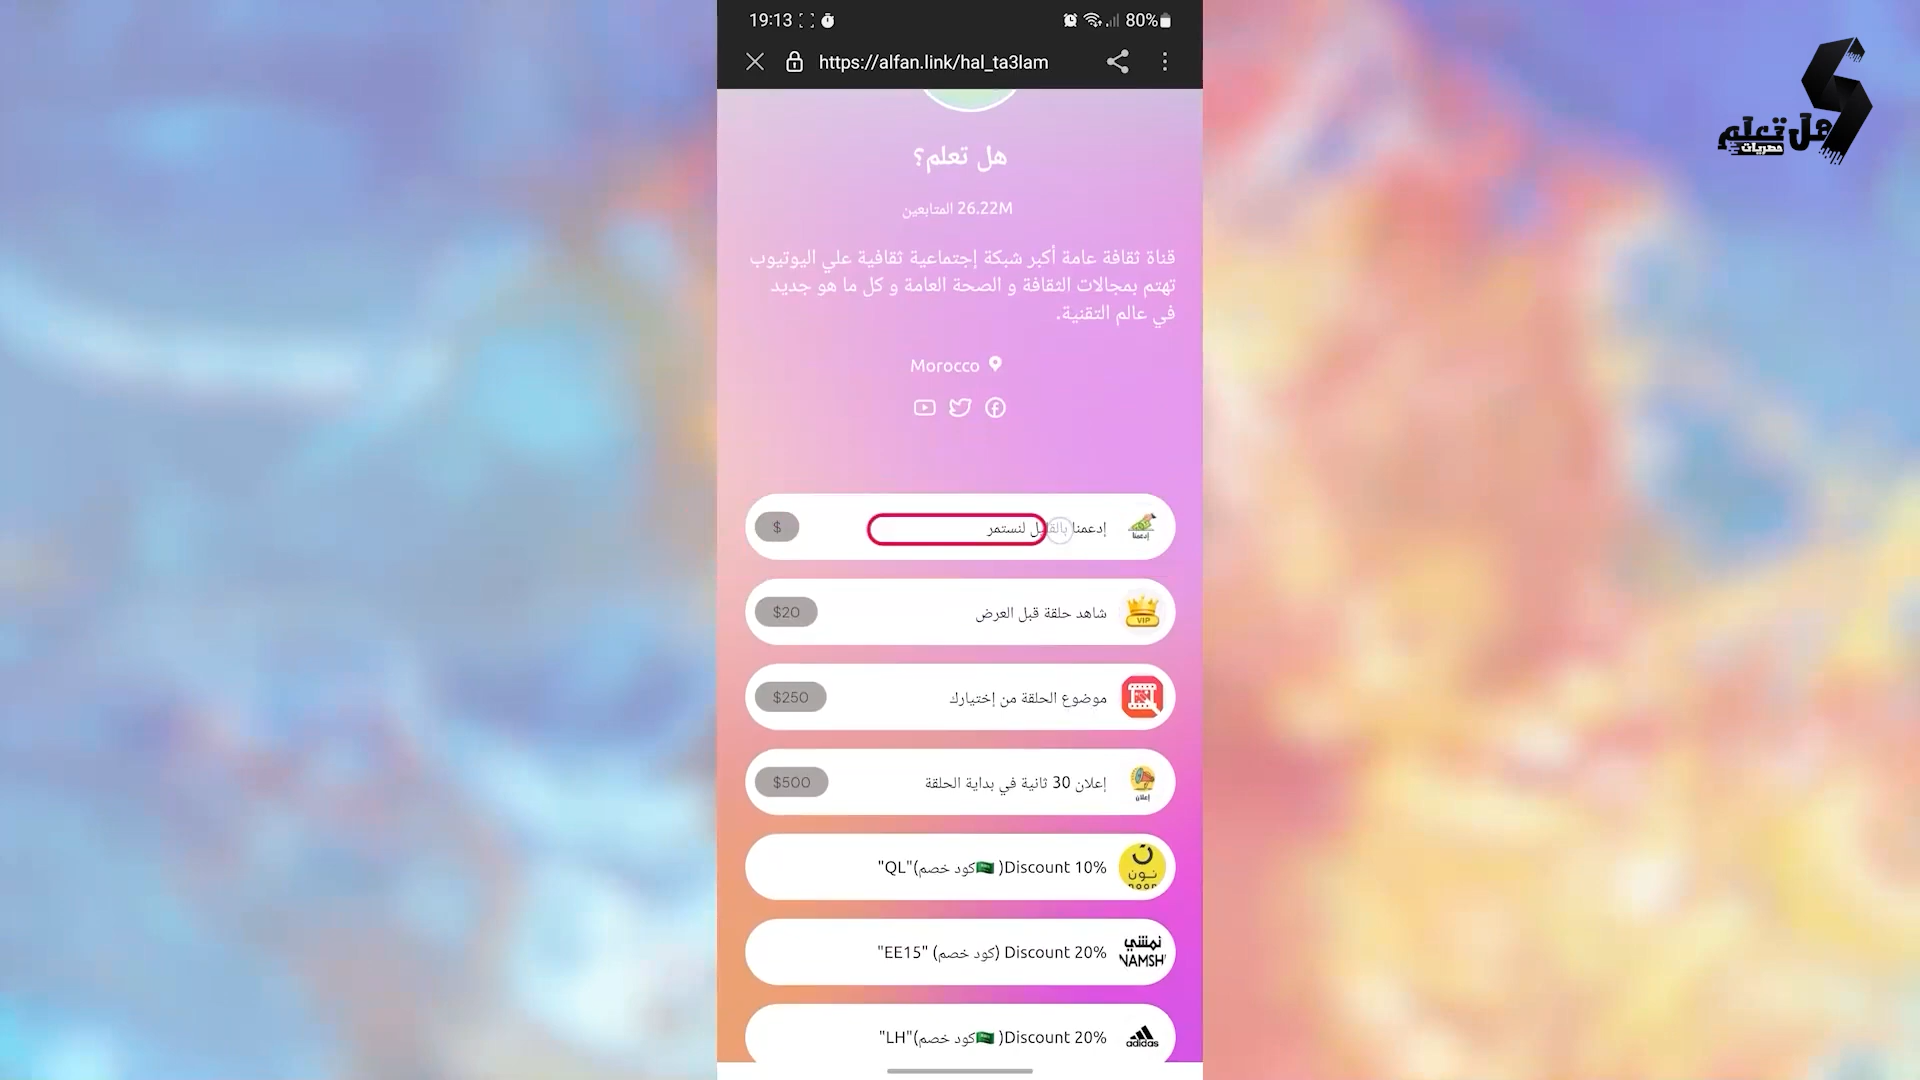 19:13
80%
https://alfan.link/hal_ta3lam
هل تعلم
مصريات
هل تعلم؟
26.22M المتابعين
قناة ثقافة عامة أكبر شبكة إجتماعية ثقافية علي اليوتيوب
تهتم بمجالات الثقافة و الصحة العامة و كل ما هو جديد
في عالم التقنية.
Morocco
إدعمنا
إدعمنا بالقليل لنستمر
$
VIP
شاهد حلقة قبل العرض
$20
موضوع الحلقة من إختيارك
$250
إعلان
إعلان 30 ثانية في بداية الحلقة
$500
نون
noon
Discount 10% (كود خصم🇸🇦)"QL"
نمشي
NAMSHI
Discount 20% (كود خصم) "EE15"
adidas
Discount 20% (كود خصم🇸🇦)"LH"